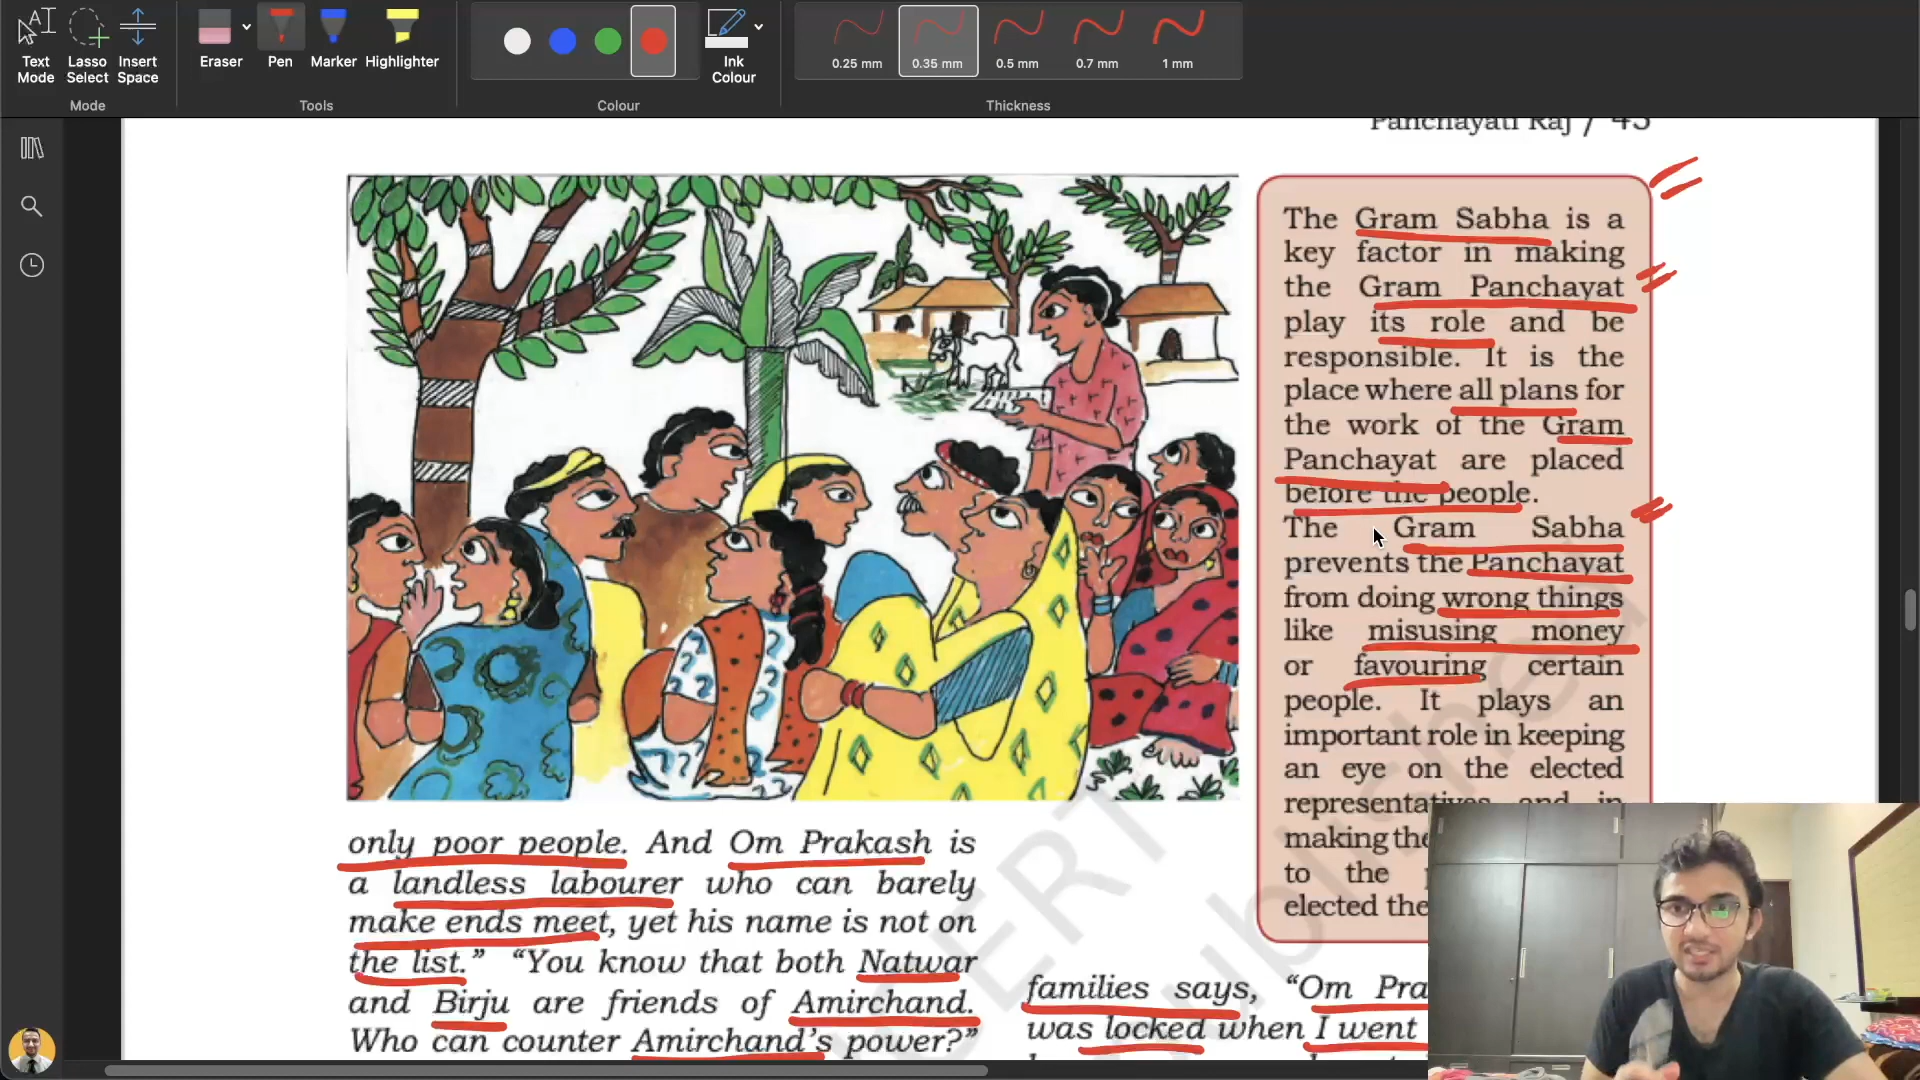 Text
Mode
Lasso
Select
Insert
Space
Eraser
Pen
Marker
Highlighter
Ink
Colour
0.25 mm
0.35 mm
0.5 mm
0.7 mm
1 mm
Mode
Tools
Colour
Thickness
Panchayati Raj / 45
The Gram Sabha is a
key factor in making
the Gram Panchayat
play its role and be
responsible. It is the
place where all plans for
the work of the Gram
Panchayat are placed
before the people.
The Gram Sabha
prevents the Panchayat
from doing wrong things
like misusing money
or favouring certain
people. It plays an
important role in keeping
an eye on the elected
representatives and in
making the
to the
elected the
only poor people. And Om Prakash is
a landless labourer who can barely
make ends meet, yet his name is not on
the list.” “You know that both Natwar
and Birju are friends of Amirchand.
Who can counter Amirchand’s power?”
families says, “Om Pra
was locked when I went